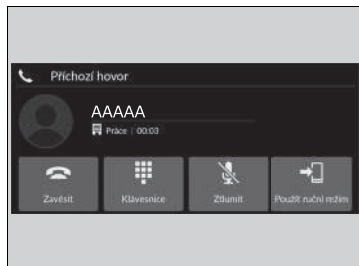 Příchozí hovor
AAAAA
Práce | 00:03
Zavěsit
Klávesnice
Ztlumit
Použít ruční režim